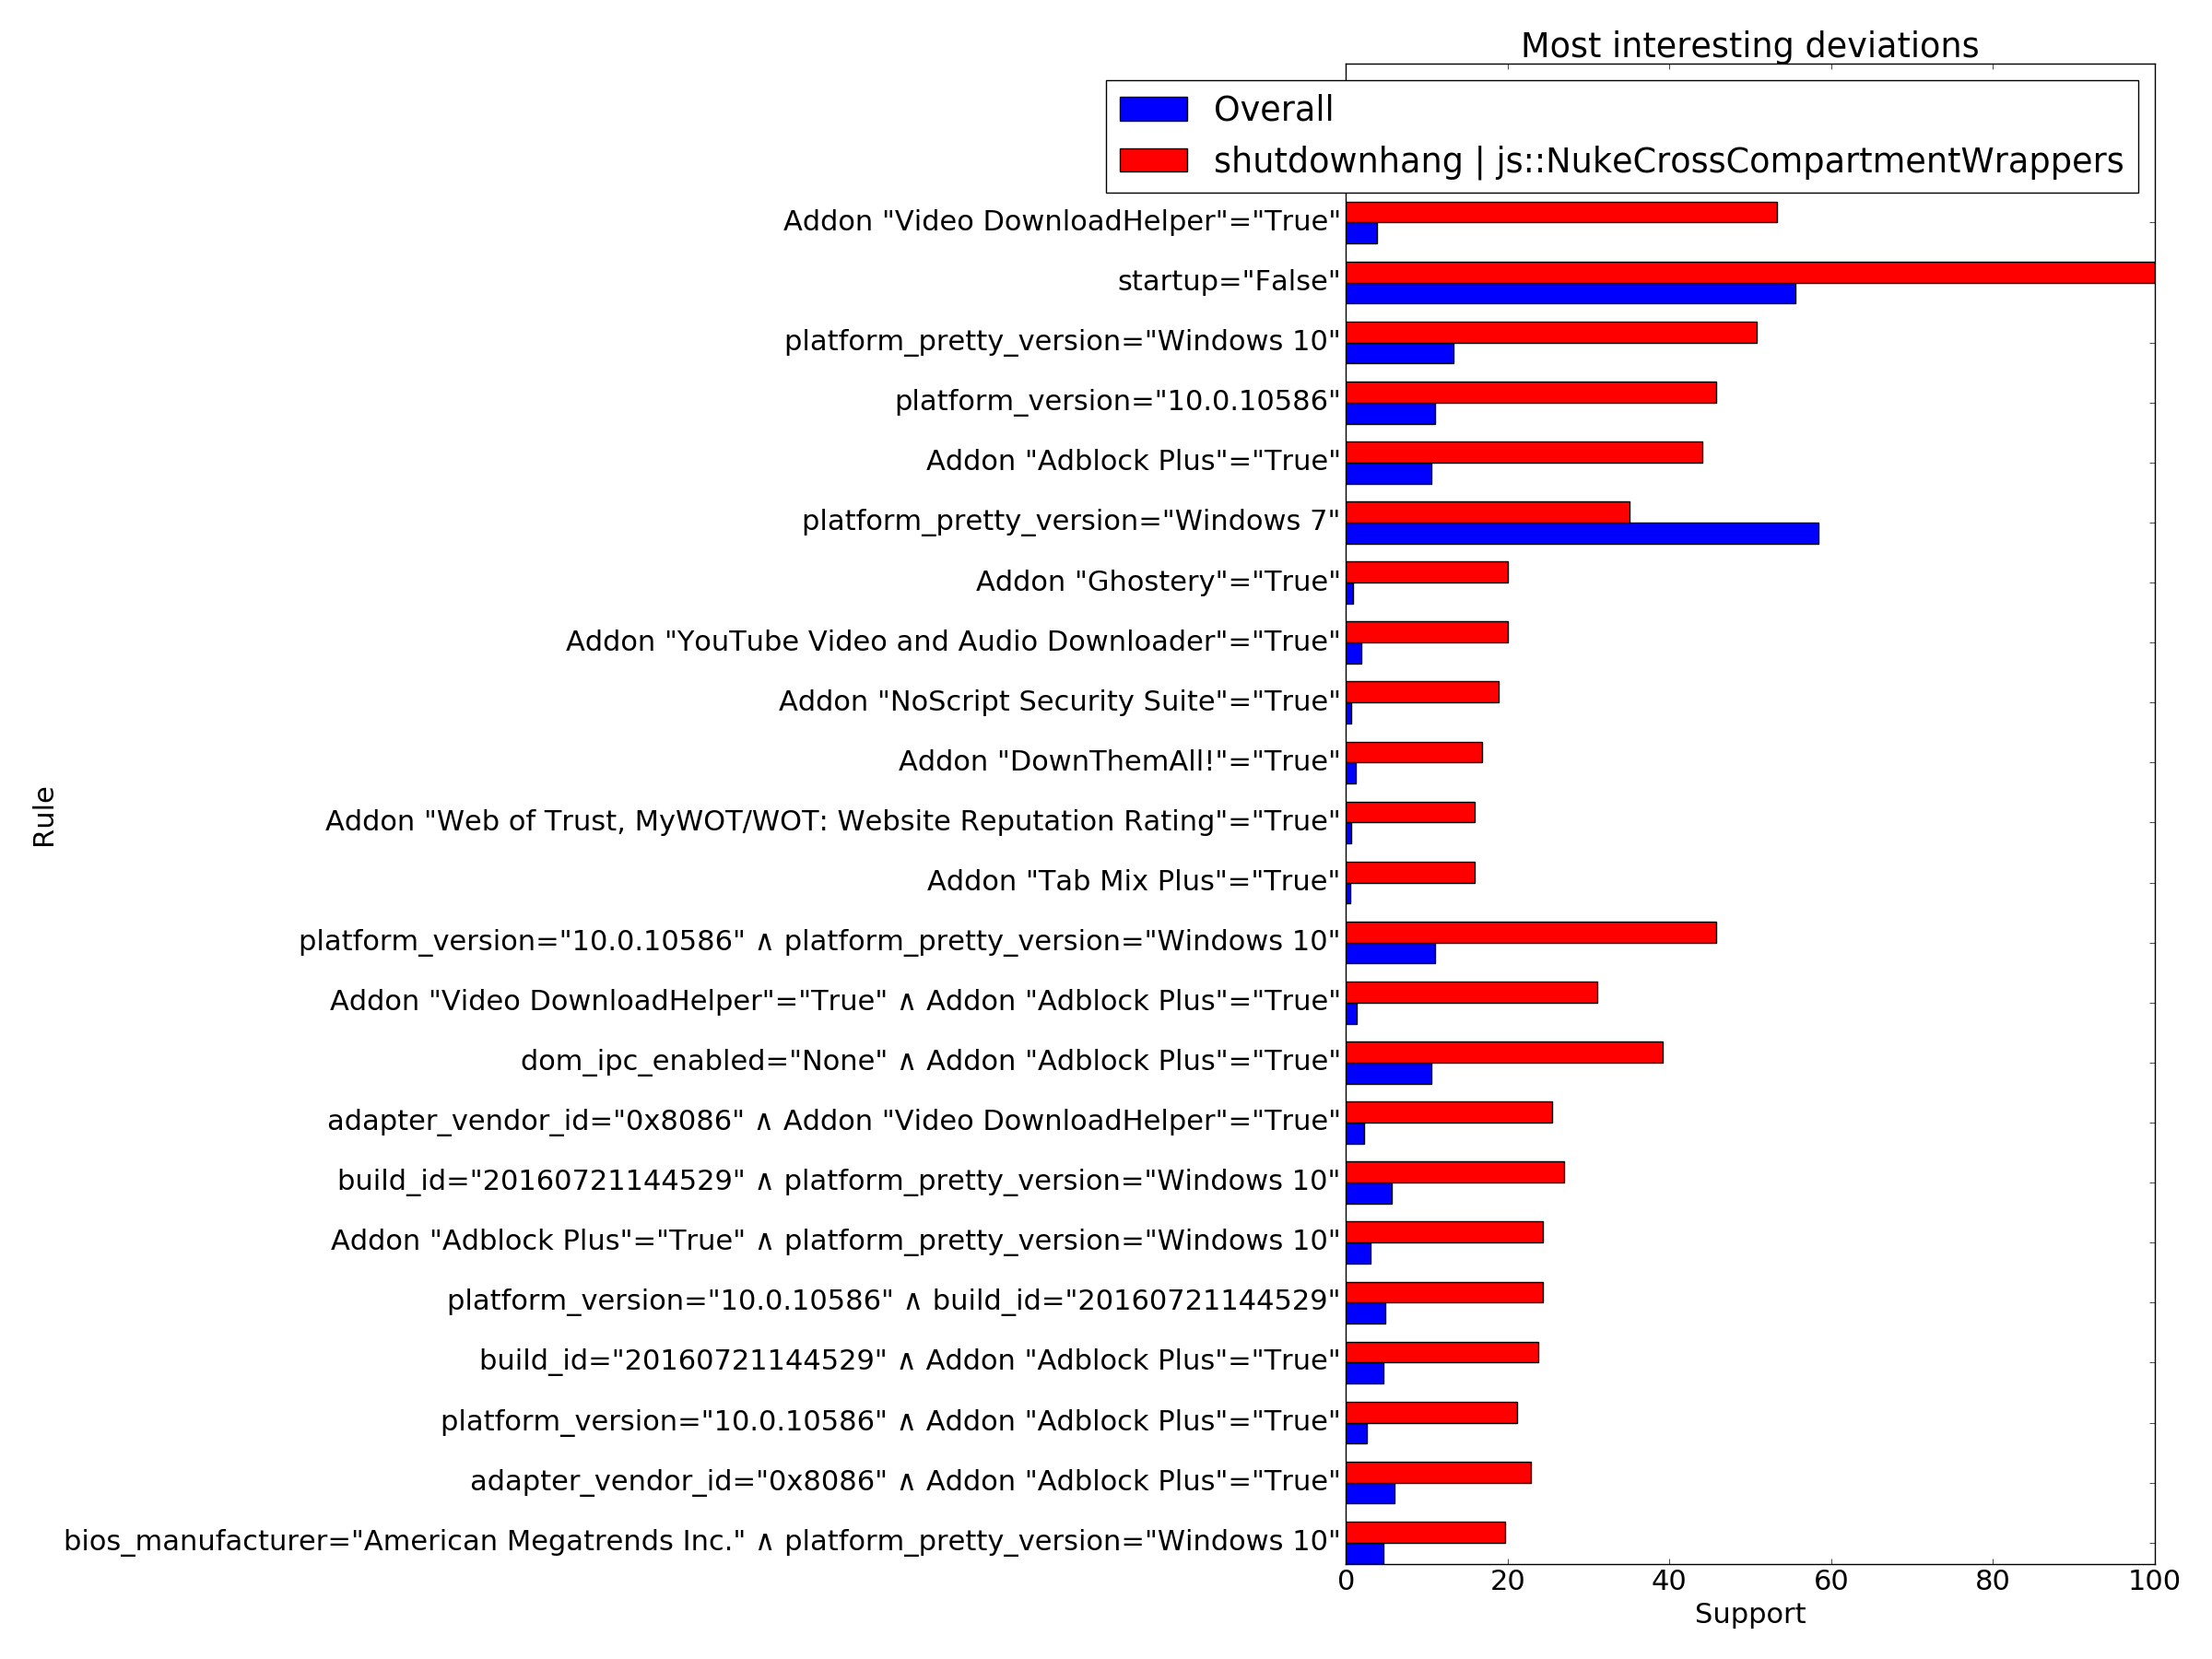 Most interesting deviations
Overall
shutdownhang | js::NukeCrossCompartmentWrappers
Addon "Video DownloadHelper"="True"
startup="False"
platform_pretty_version="Windows 10"
platform_version="10.0.10586"
Addon "Adblock Plus"="True"
platform_pretty_version="Windows 7"
Addon "Ghostery"="True"
Addon "YouTube Video and Audio Downloader"="True"
Addon "NoScript Security Suite"="True"
Addon "DownThemAll!"="True"
Addon "Web of Trust, MyWOT/WOT: Website Reputation Rating"="True"
Addon "Tab Mix Plus"="True"
platform_version="10.0.10586" ∧ platform_pretty_version="Windows 10"
Addon "Video DownloadHelper"="True" ∧ Addon "Adblock Plus"="True"
dom_ipc_enabled="None" ∧ Addon "Adblock Plus"="True"
adapter_vendor_id="0x8086" ∧ Addon "Video DownloadHelper"="True"
build_id="20160721144529" ∧ platform_pretty_version="Windows 10"
Addon "Adblock Plus"="True" ∧ platform_pretty_version="Windows 10"
platform_version="10.0.10586" ∧ build_id="20160721144529"
build_id="20160721144529" ∧ Addon "Adblock Plus"="True"
platform_version="10.0.10586" ∧ Addon "Adblock Plus"="True"
adapter_vendor_id="0x8086" ∧ Addon "Adblock Plus"="True"
bios_manufacturer="American Megatrends Inc." ∧ platform_pretty_version="Windows 10"
Rule
0 20 40 60 80 100
Support